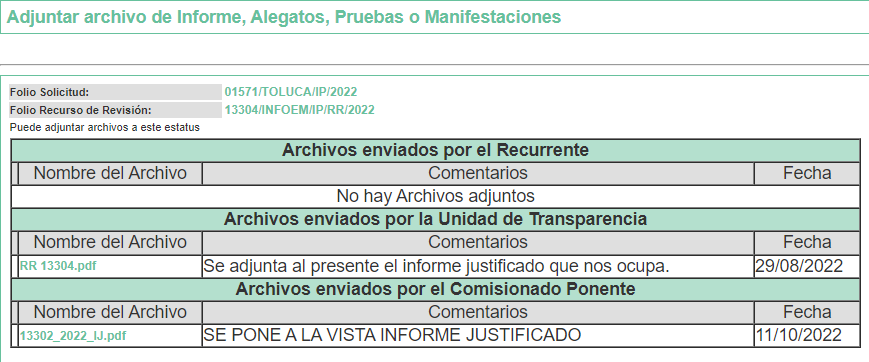 Adjuntar archivo de Informe, Alegatos, Pruebas o Manifestaciones
Folio Solicitud: 01571/TOLUCA/IP/2022
Folio Recurso de Revisión: 13304/INFOEM/IP/RR/2022
Puede adjuntar archivos a este estatus
Archivos enviados por el Recurrente
Nombre del Archivo Comentarios Fecha
No hay Archivos adjuntos
Archivos enviados por la Unidad de Transparencia
Nombre del Archivo Comentarios Fecha
RR 13304.pdf Se adjunta al presente el informe justificado que nos ocupa. 29/08/2022
Archivos enviados por el Comisionado Ponente
Nombre del Archivo Comentarios Fecha
13302_2022_IJ.pdf SE PONE A LA VISTA INFORME JUSTIFICADO 11/10/2022